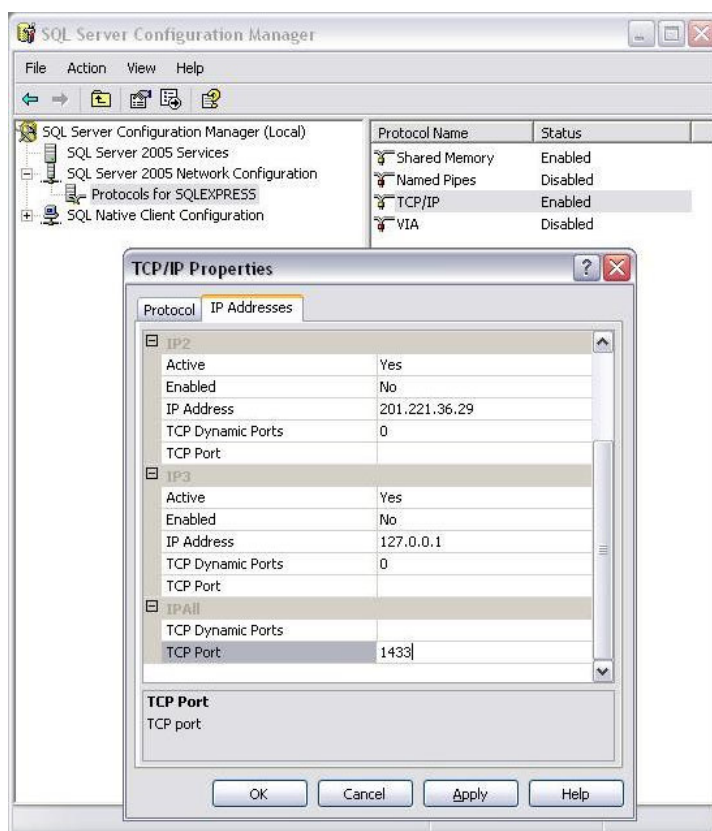 SQL Server Configuration Manager
File Action View Help
SQL Server Configuration Manager (Local)
SQL Server 2005 Services
SQL Server 2005 Network Configuration
Protocols for SQLEXPRESS
SQL Native Client Configuration
Protocol Name Status
Shared Memory Enabled
Named Pipes Disabled
TCP/IP Enabled
VIA Disabled
TCP/IP Properties
Protocol IP Addresses
IP2
Active Yes
Enabled No
IP Address 201.221.36.29
TCP Dynamic Ports 0
TCP Port
IP3
Active Yes
Enabled No
IP Address 127.0.0.1
TCP Dynamic Ports 0
TCP Port
IPAll
TCP Dynamic Ports
TCP Port 1433
TCP Port
TCP port
OK Cancel Apply Help